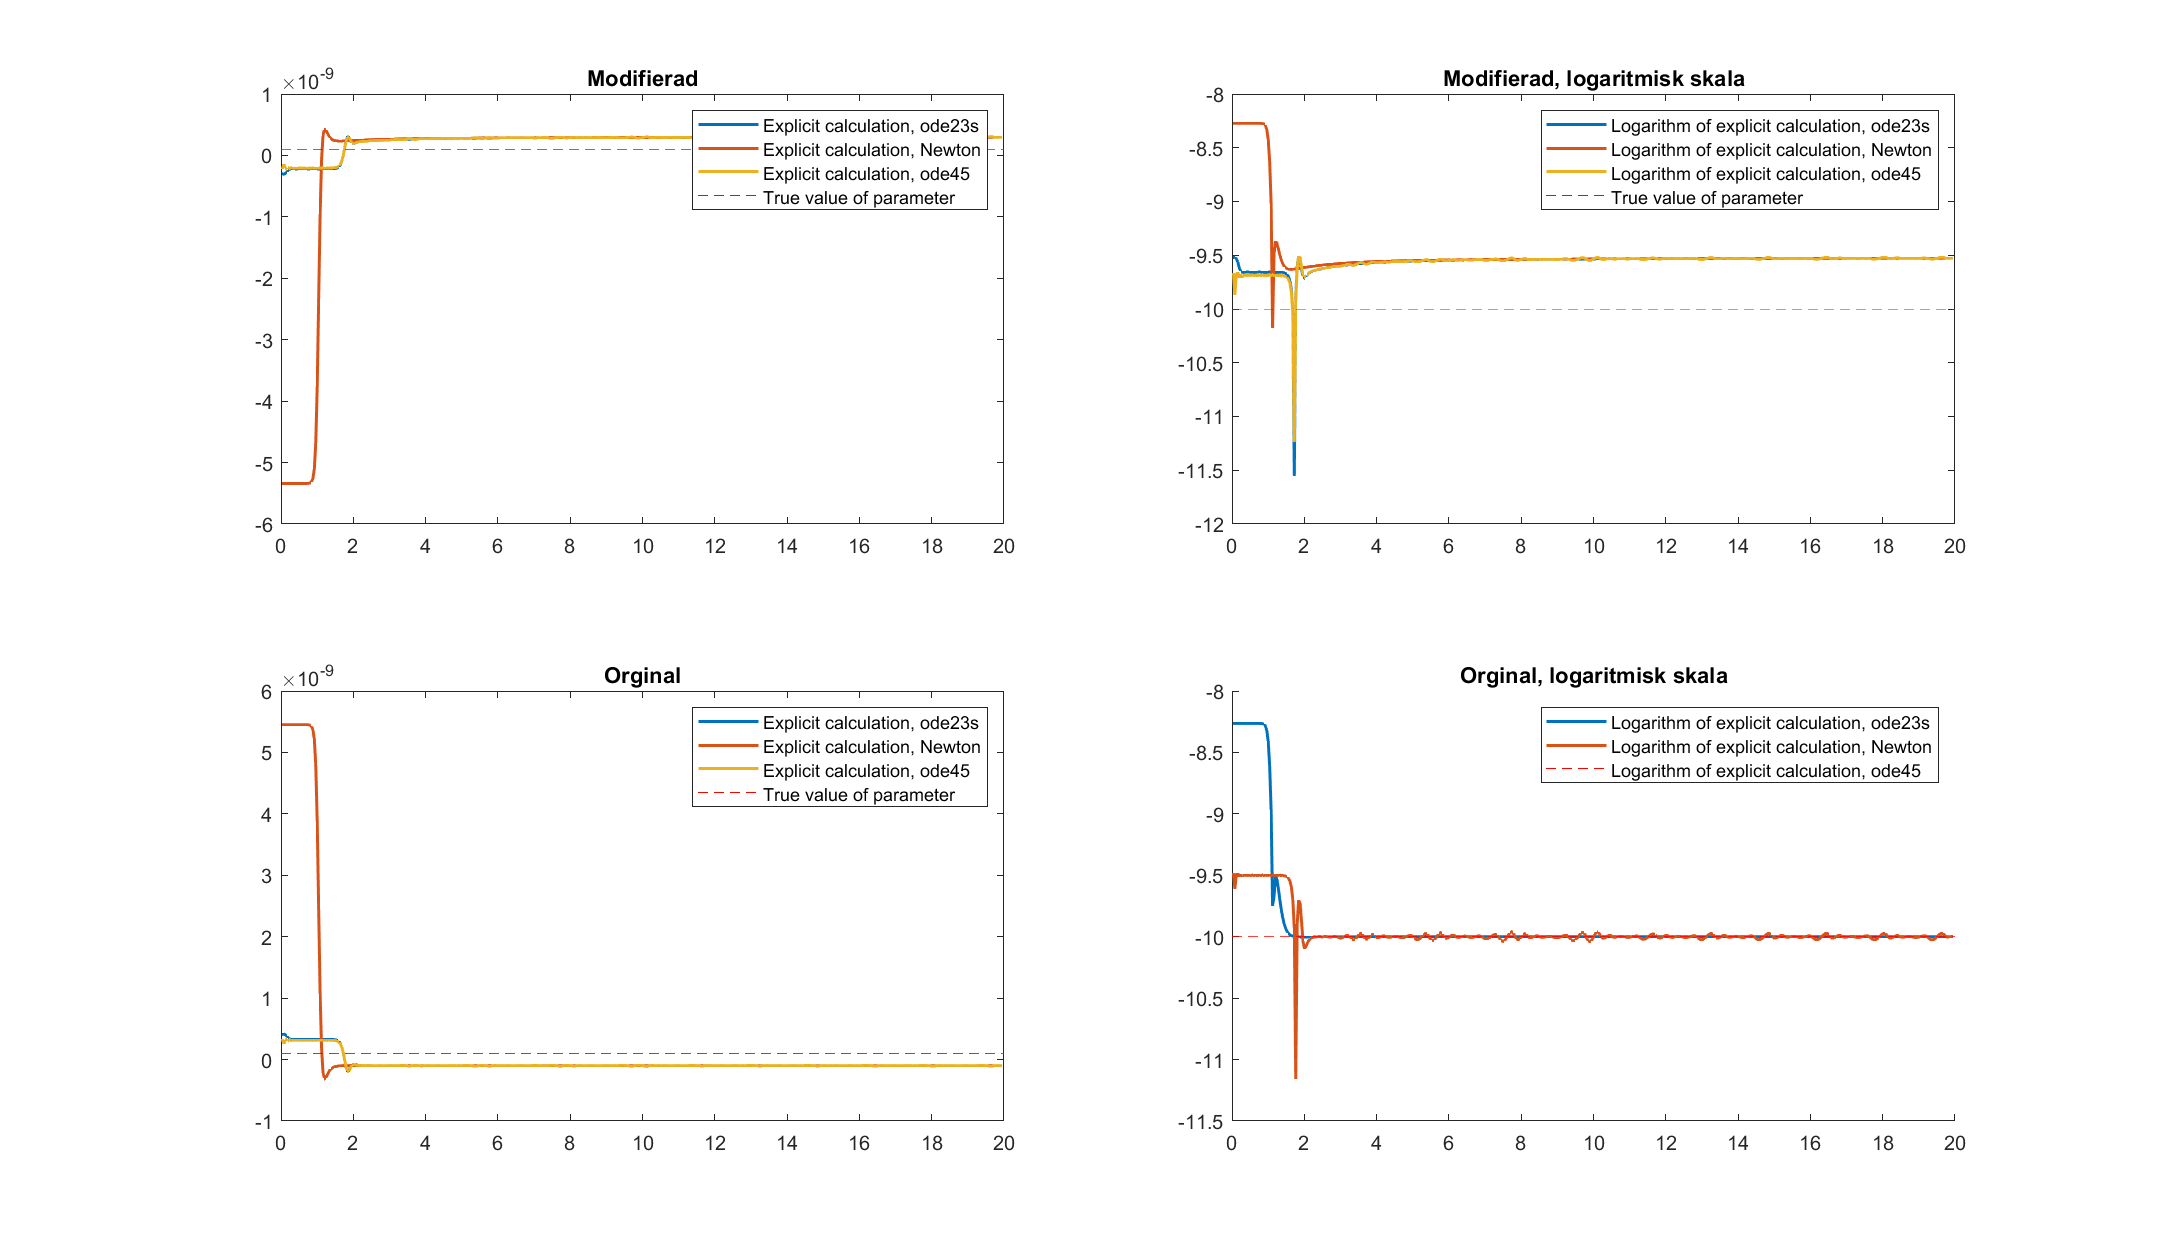 Modifierad
×10-9
1
0
-1
-2
-3
-4
-5
-6
0 2 4 6 8 10 12 14 16 18 20
Explicit calculation, ode23s
Explicit calculation, Newton
Explicit calculation, ode45
True value of parameter
Modifierad, logaritmisk skala
-8
-8.5
-9
-9.5
-10
-10.5
-11
-11.5
-12
0 2 4 6 8 10 12 14 16 18 20
Logarithm of explicit calculation, ode23s
Logarithm of explicit calculation, Newton
Logarithm of explicit calculation, ode45
True value of parameter
Orginal
×10-9
6
5
4
3
2
1
0
-1
0 2 4 6 8 10 12 14 16 18 20
Explicit calculation, ode23s
Explicit calculation, Newton
Explicit calculation, ode45
True value of parameter
Orginal, logaritmisk skala
-8
-8.5
-9
-9.5
-10
-10.5
-11
-11.5
0 2 4 6 8 10 12 14 16 18 20
Logarithm of explicit calculation, ode23s
Logarithm of explicit calculation, Newton
Logarithm of explicit calculation, ode45